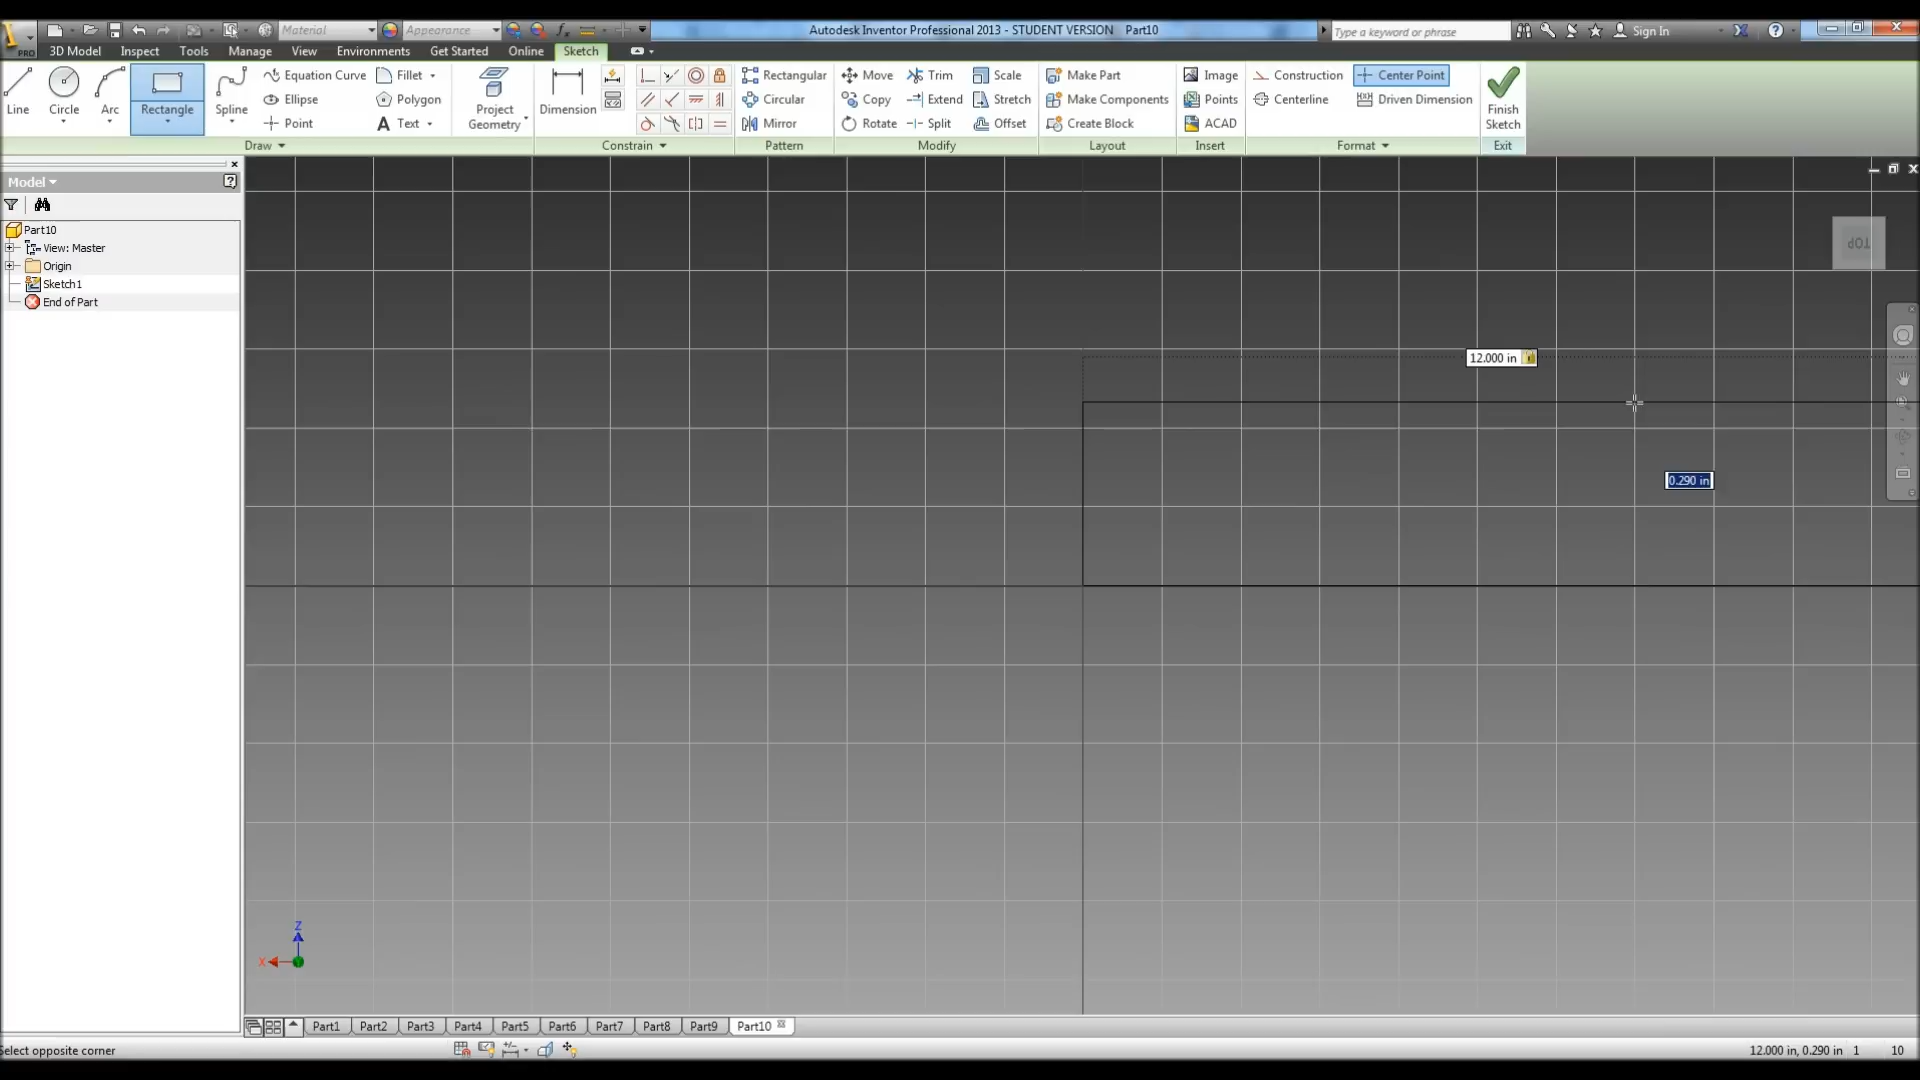 Material Appearance Autodesk Inventor Professional 2013 - STUDENT VERSION Part10 Type a keyword or phrase Sign In
PRO 3D Model Inspect Tools Manage View Environments Get Started Online Sketch
Equation Curve Fillet Rectangular Move Trim Scale Make Part Image Construction Center Point
Ellipse Polygon Circular Copy Extend Stretch Make Components Points Centerline Driven Dimension
Line Circle Arc Rectangle Spline Project Geometry Dimension Finish Sketch
Point Text Mirror Rotate Split Offset Create Block ACAD
Draw Constrain Pattern Modify Layout Insert Format Exit
Model
Part10
View: Master
Origin
Sketch1
End of Part
TOP
12.000 in
0.290 in
Z
X
Part1 Part2 Part3 Part4 Part5 Part6 Part7 Part8 Part9 Part10
Select opposite corner 12.000 in, 0.290 in 1 10